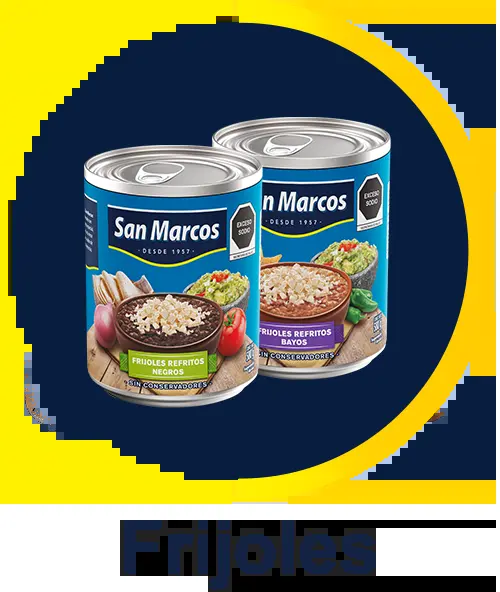 San Marcos
· DESDE 1957 ·
EXCESO
SODIO
FRIJOLES REFRITOS
NEGROS
SIN CONSERVADORES
n Marcos
DESDE 1957 ·
EXCESO
SODIO
FRIJOLES REFRITOS
BAYOS
SIN CONSERVADORES
Frijoles